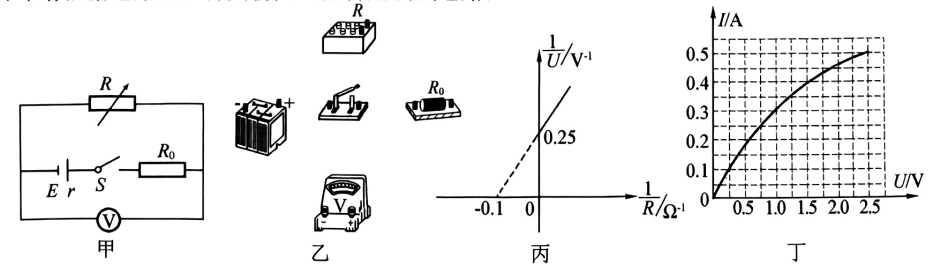 R
R₀
E r S
V
甲
R
- +
R₀
V
- +
乙
1/U/V⁻¹
0.25
-0.1 0 1/R/Ω⁻¹
丙
I/A
0.5
0.4
0.3
0.2
0.1
0 0.5 1.0 1.5 2.0 2.5 U/V
丁